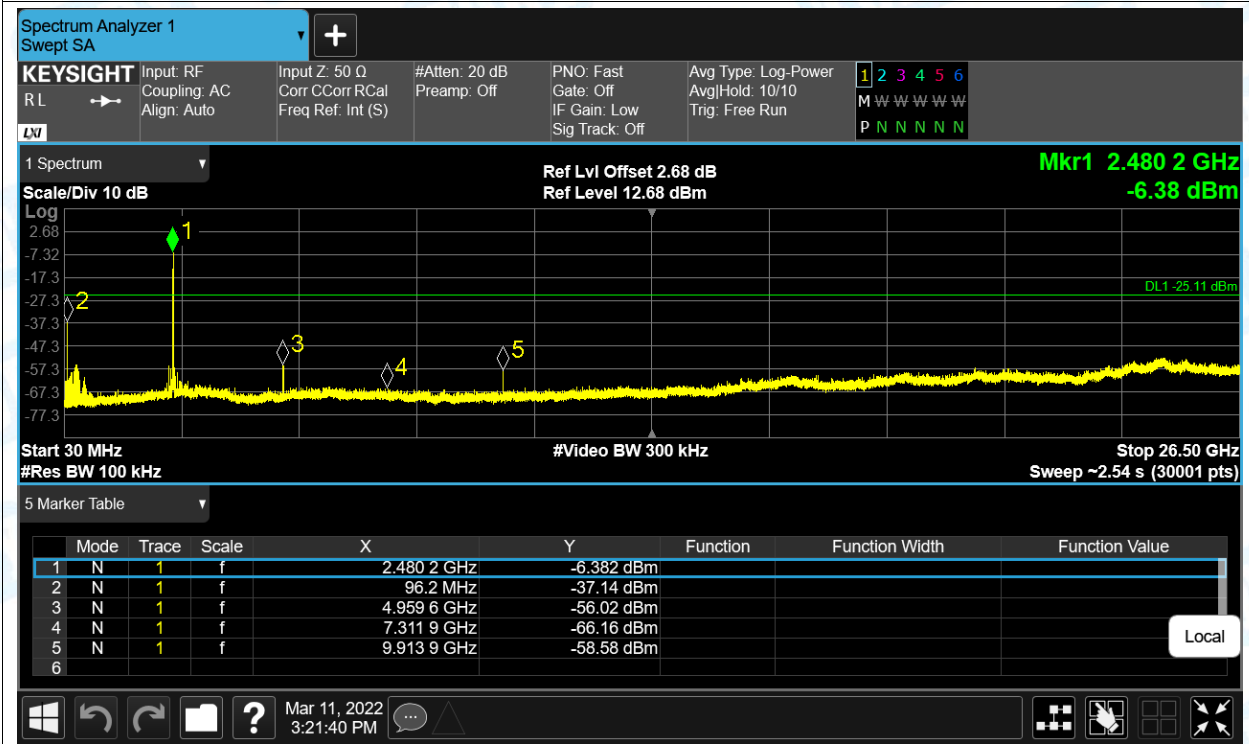 Spectrum Analyzer 1
Swept SA
KEYSIGHT
R L
LXI
Input: RF
Coupling: AC
Align: Auto
Input Z: 50 Ω
Corr CCorr RCal
Freq Ref: Int (S)
#Atten: 20 dB
Preamp: Off
PNO: Fast
Gate: Off
IF Gain: Low
Sig Track: Off
Avg Type: Log-Power
Avg|Hold: 10/10
Trig: Free Run
1 2 3 4 5 6
M W W W W W
P N N N N N
1 Spectrum
Scale/Div 10 dB
Ref Lvl Offset 2.68 dB
Ref Level 12.68 dBm
Mkr1 2.480 2 GHz
-6.38 dBm
Log
2.68
-7.32
-17.3
-27.3
-37.3
-47.3
-57.3
-67.3
-77.3
1
2
3
4
5
DL1 -25.11 dBm
Start 30 MHz
#Video BW 300 kHz
Stop 26.50 GHz
#Res BW 100 kHz
Sweep ~2.54 s (30001 pts)
5 Marker Table
Mode Trace Scale X Y Function Function Width Function Value
1 N 1 f 2.480 2 GHz -6.382 dBm
2 N 1 f 96.2 MHz -37.14 dBm
3 N 1 f 4.959 6 GHz -56.02 dBm
4 N 1 f 7.311 9 GHz -66.16 dBm
5 N 1 f 9.913 9 GHz -58.58 dBm
6
Local
?
Mar 11, 2022
3:21:40 PM